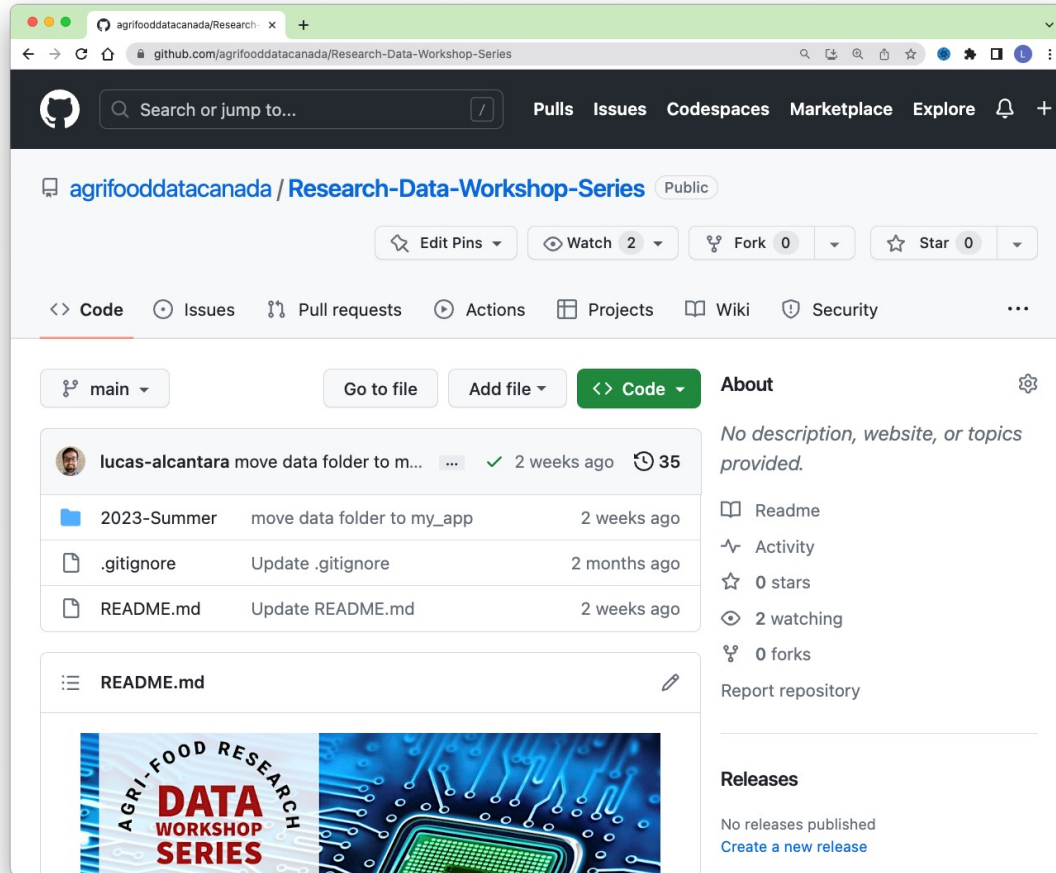 agrifooddatacanada/Research-
github.com/agrifooddatacanada/Research-Data-Workshop-Series
L
Search or jump to...
/
Pulls Issues Codespaces Marketplace Explore
agrifooddatacanada / Research-Data-Workshop-Series Public
Edit Pins Watch 2 Fork 0 Star 0
Code Issues Pull requests Actions Projects Wiki Security
main Go to file Add file Code
lucas-alcantara move data folder to m... 2 weeks ago 35
2023-Summer move data folder to my_app 2 weeks ago
.gitignore Update .gitignore 2 months ago
README.md Update README.md 2 weeks ago
README.md
AGRI-FOOD RESEARCH
DATA
WORKSHOP
SERIES
About
No description, website, or topics
provided.
Readme
Activity
0 stars
2 watching
0 forks
Report repository
Releases
No releases published
Create a new release